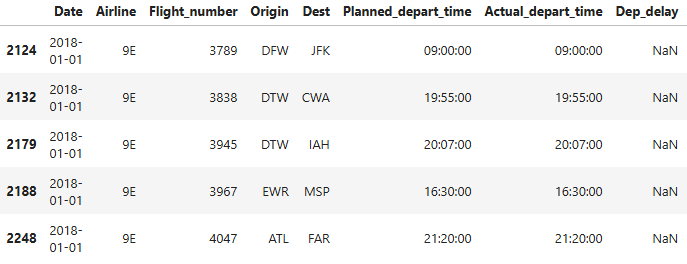 Date Airline Flight_number Origin Dest Planned_depart_time Actual_depart_time Dep_delay
2124 2018-01-01 9E 3789 DFW JFK 09:00:00 09:00:00 NaN
2132 2018-01-01 9E 3838 DTW CWA 19:55:00 19:55:00 NaN
2179 2018-01-01 9E 3945 DTW IAH 20:07:00 20:07:00 NaN
2188 2018-01-01 9E 3967 EWR MSP 16:30:00 16:30:00 NaN
2248 2018-01-01 9E 4047 ATL FAR 21:20:00 21:20:00 NaN